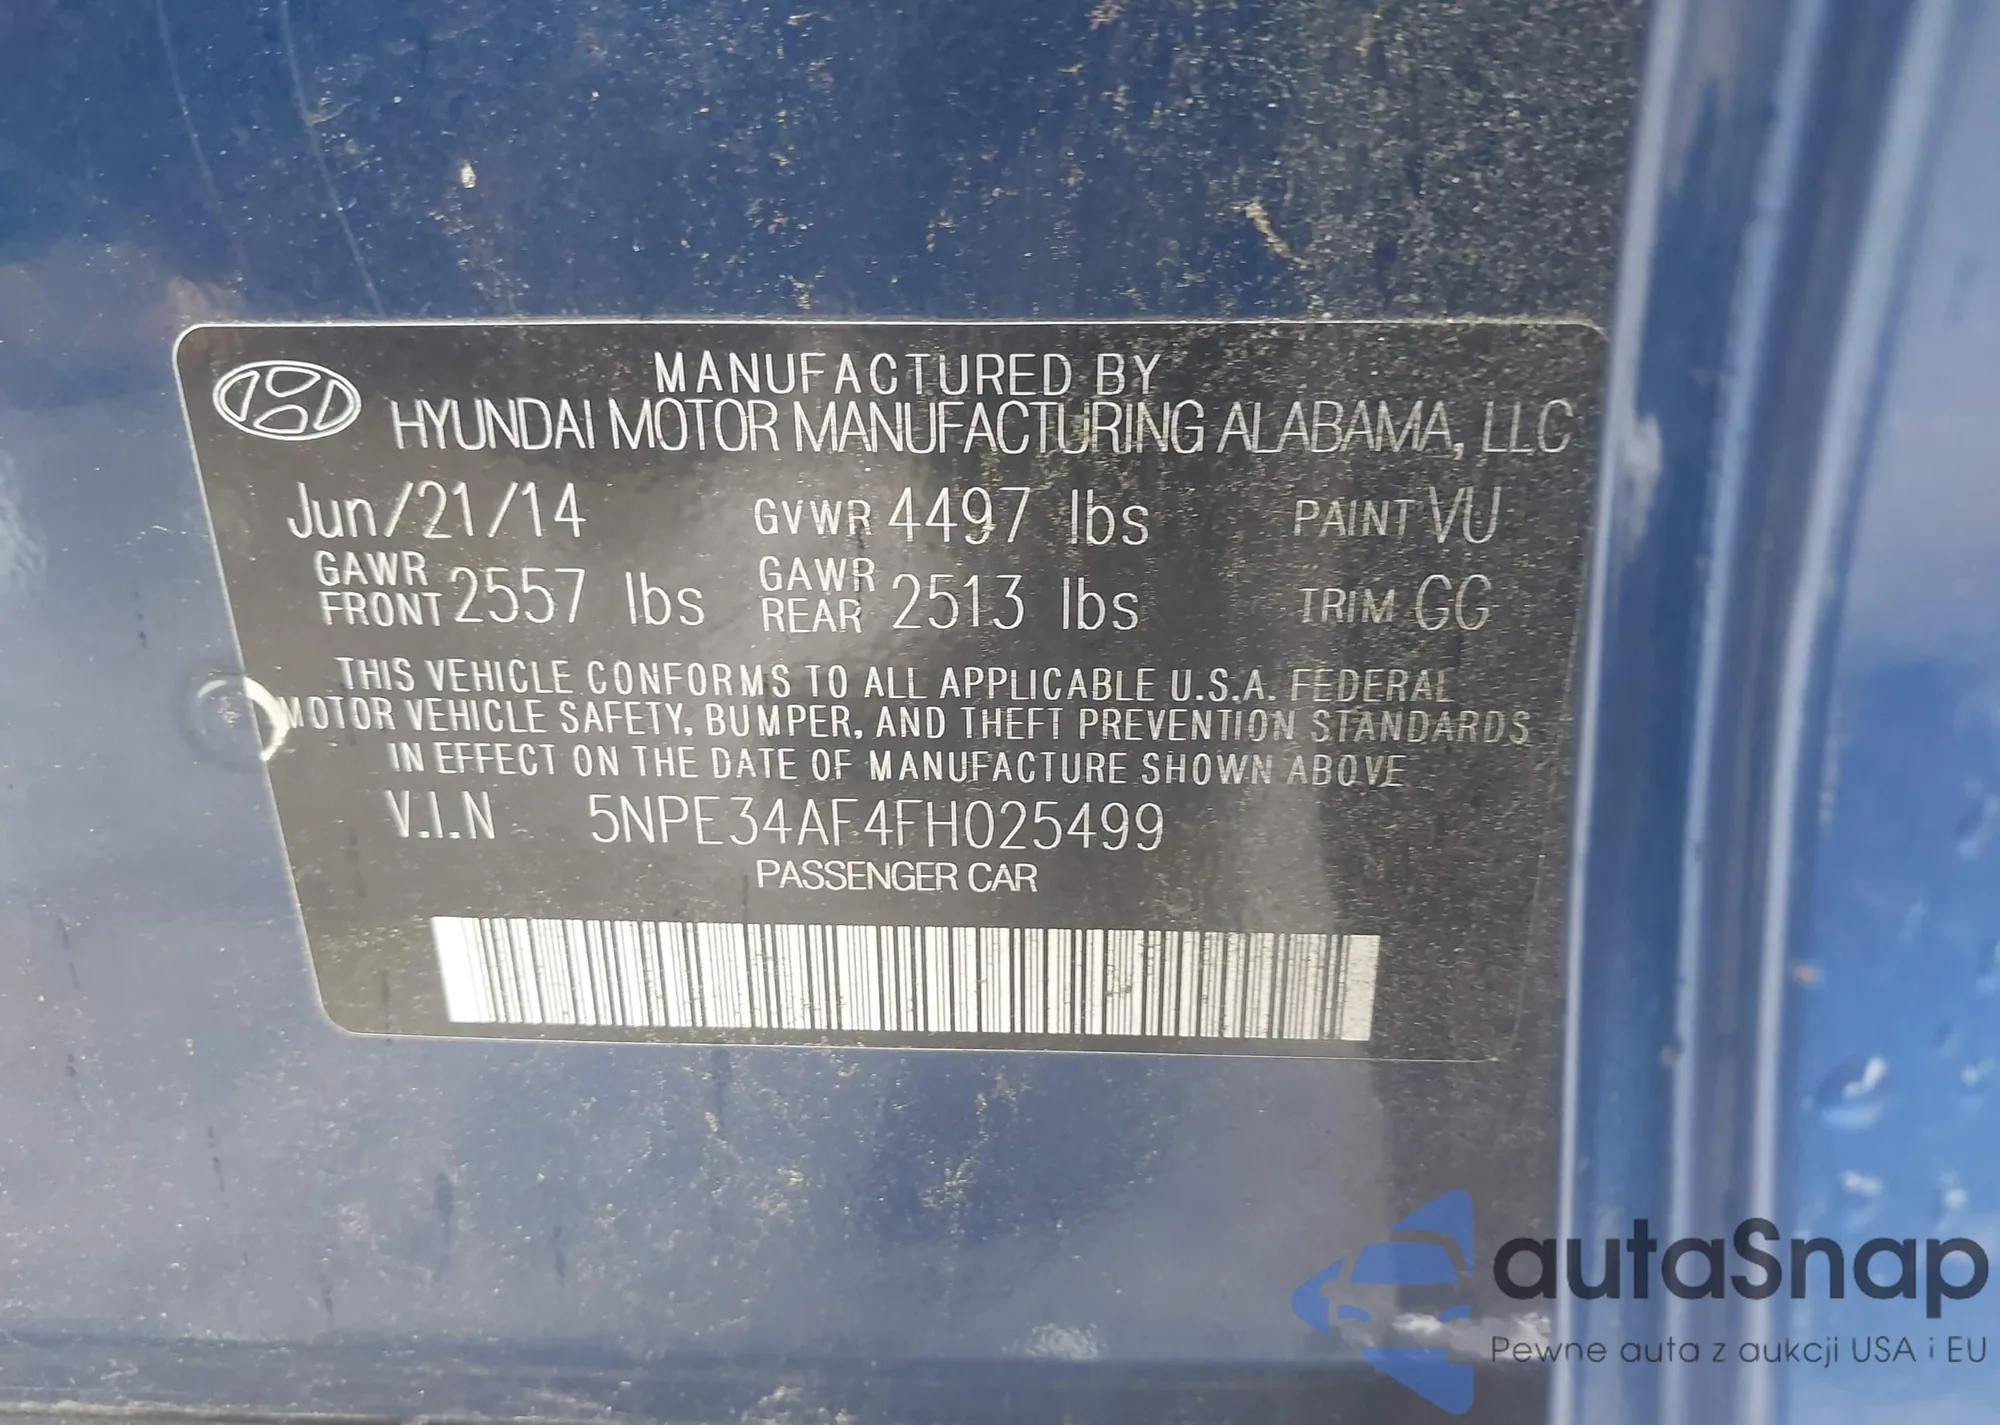 MANUFACTURED BY
HYUNDAI MOTOR MANUFACTURING ALABAMA, LLC
Jun/21/14 GVWR 4497 lbs PAINT VU
GAWR FRONT 2557 lbs GAWR REAR 2513 lbs TRIM GG
THIS VEHICLE CONFORMS TO ALL APPLICABLE U.S.A. FEDERAL
MOTOR VEHICLE SAFETY, BUMPER, AND THEFT PREVENTION STANDARDS
IN EFFECT ON THE DATE OF MANUFACTURE SHOWN ABOVE
V.I.N 5NPE34AF4FH025499
PASSENGER CAR
autaSnap
Pewne auta z aukcji USA i EU